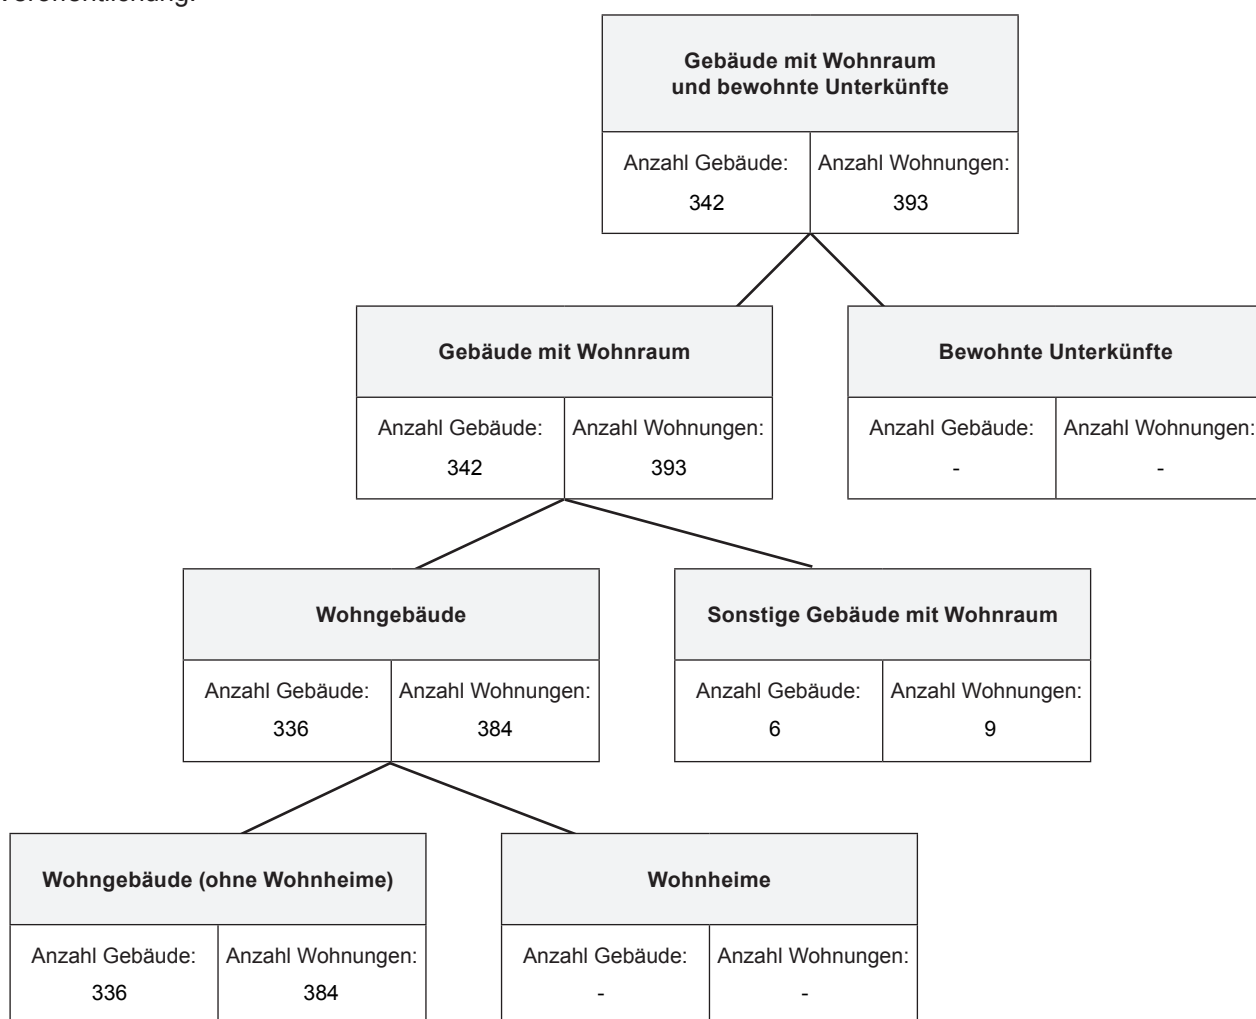 Veröffentlichung.
Gebäude mit Wohnraum
und bewohnte Unterkünfte
Anzahl Gebäude: Anzahl Wohnungen:
342 393
Gebäude mit Wohnraum Bewohnte Unterkünfte
Anzahl Gebäude: Anzahl Wohnungen: Anzahl Gebäude: Anzahl Wohnungen:
342 393 - -
Wohngebäude Sonstige Gebäude mit Wohnraum
Anzahl Gebäude: Anzahl Wohnungen: Anzahl Gebäude: Anzahl Wohnungen:
336 384 6 9
Wohngebäude (ohne Wohnheime) Wohnheime
Anzahl Gebäude: Anzahl Wohnungen: Anzahl Gebäude: Anzahl Wohnungen:
336 384 - -